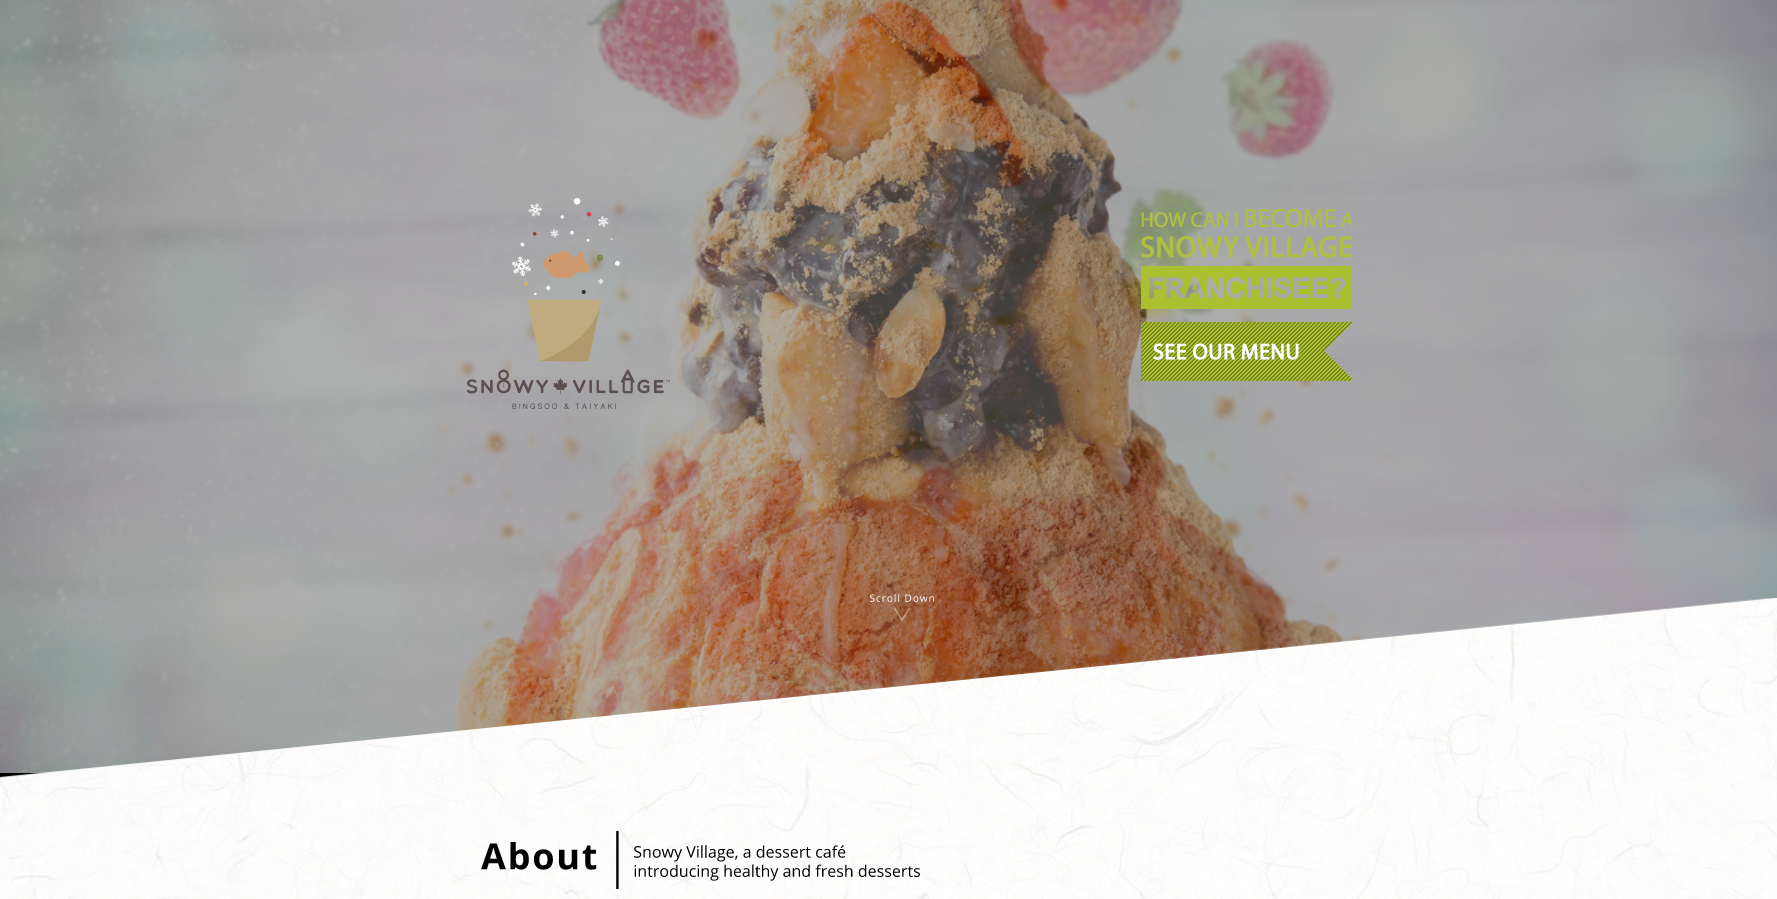 HOW CAN I BECOME A
SNOWY VILLAGE
FRANCHISEE?
SEE OUR MENU
SNOWY VILLAGE™
BINGSOO & TAIYAKI
Scroll Down
About
Snowy Village, a dessert café
introducing healthy and fresh desserts